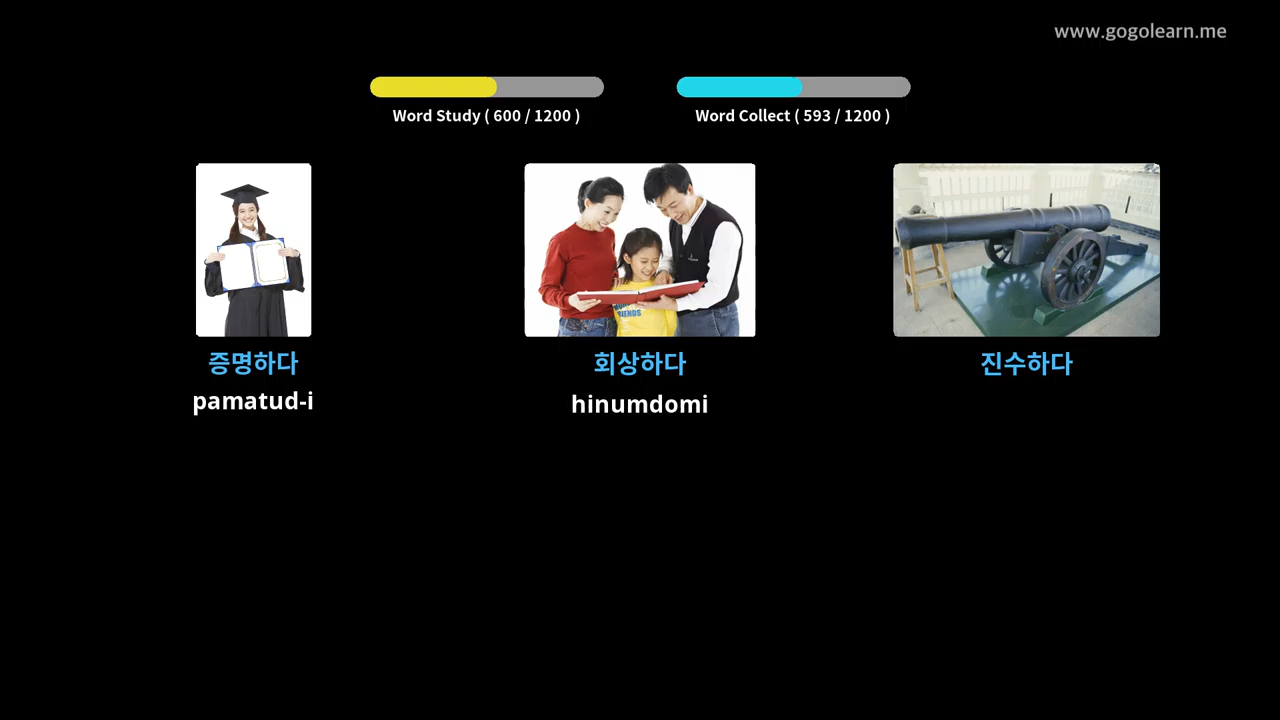 www.gogolearn.me
Word Study ( 600 / 1200 )
Word Collect ( 593 / 1200 )
증명하다
회상하다
진수하다
pamatud-i
hinumdomi